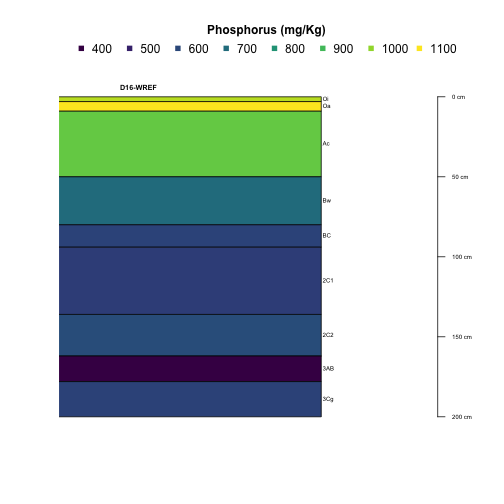 Phosphorus (mg/Kg)
400 500 600 700 800 900 1000 1100
D16-WREF
Oi
Oa
Ac
Bw
BC
2C1
2C2
3AB
3Cg
0 cm
50 cm
100 cm
150 cm
200 cm